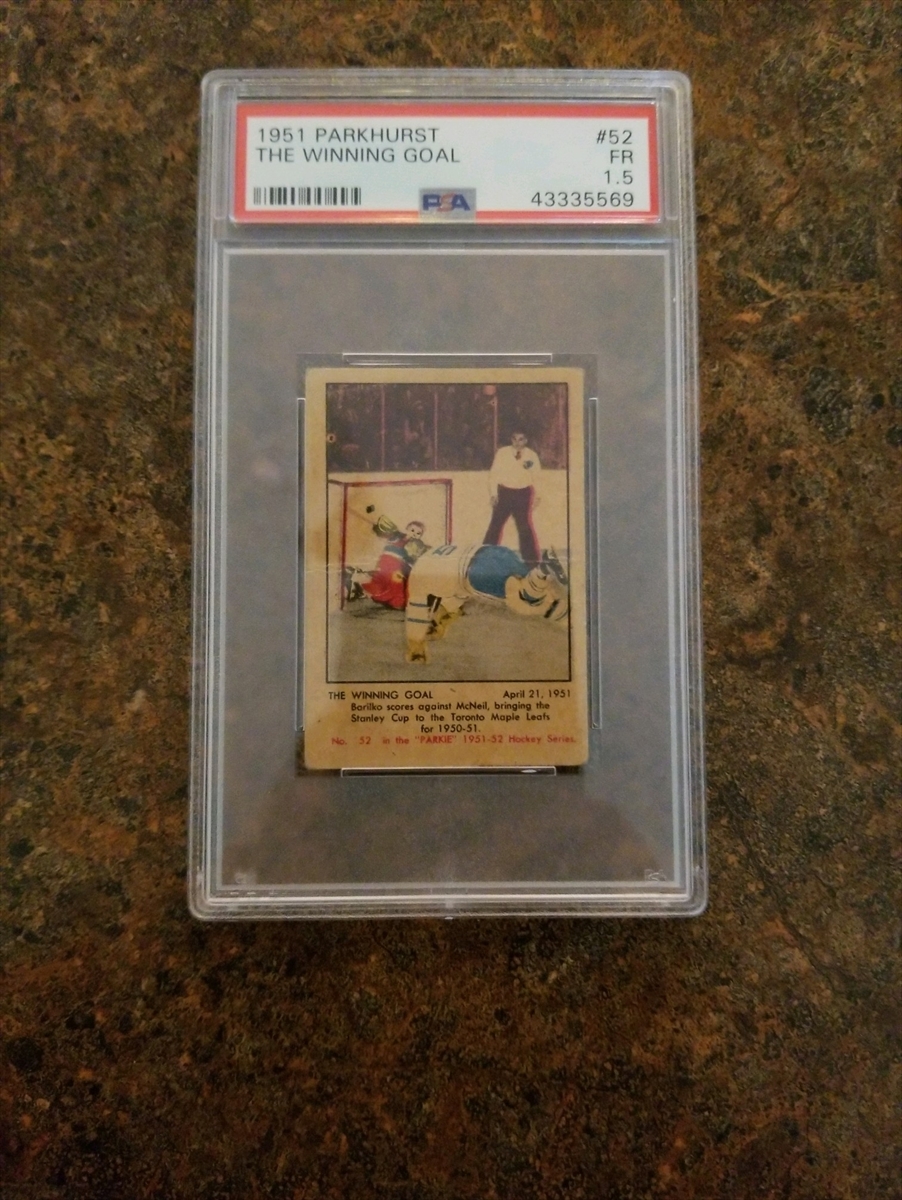 1951 PARKHURST #52
THE WINNING GOAL FR
1.5
PSA 43335569
THE WINNING GOAL April 21, 1951
Barilko scores against McNeil, bringing the
Stanley Cup to the Toronto Maple Leafs
for 1950-51.
No. 52 in the "PARKIE" 1951-52 Hockey Series.